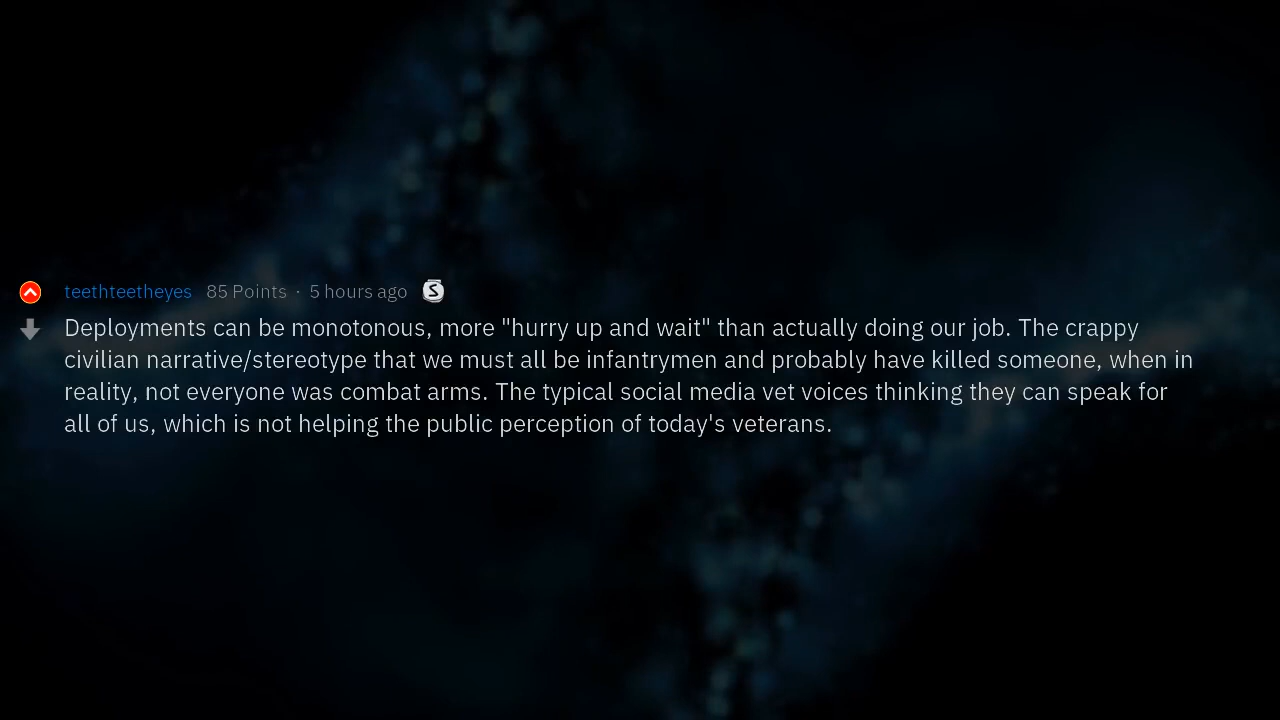 teethteetheyes 85 Points · 5 hours ago S
Deployments can be monotonous, more "hurry up and wait" than actually doing our job. The crappy
civilian narrative/stereotype that we must all be infantrymen and probably have killed someone, when in
reality, not everyone was combat arms. The typical social media vet voices thinking they can speak for
all of us, which is not helping the public perception of today's veterans.